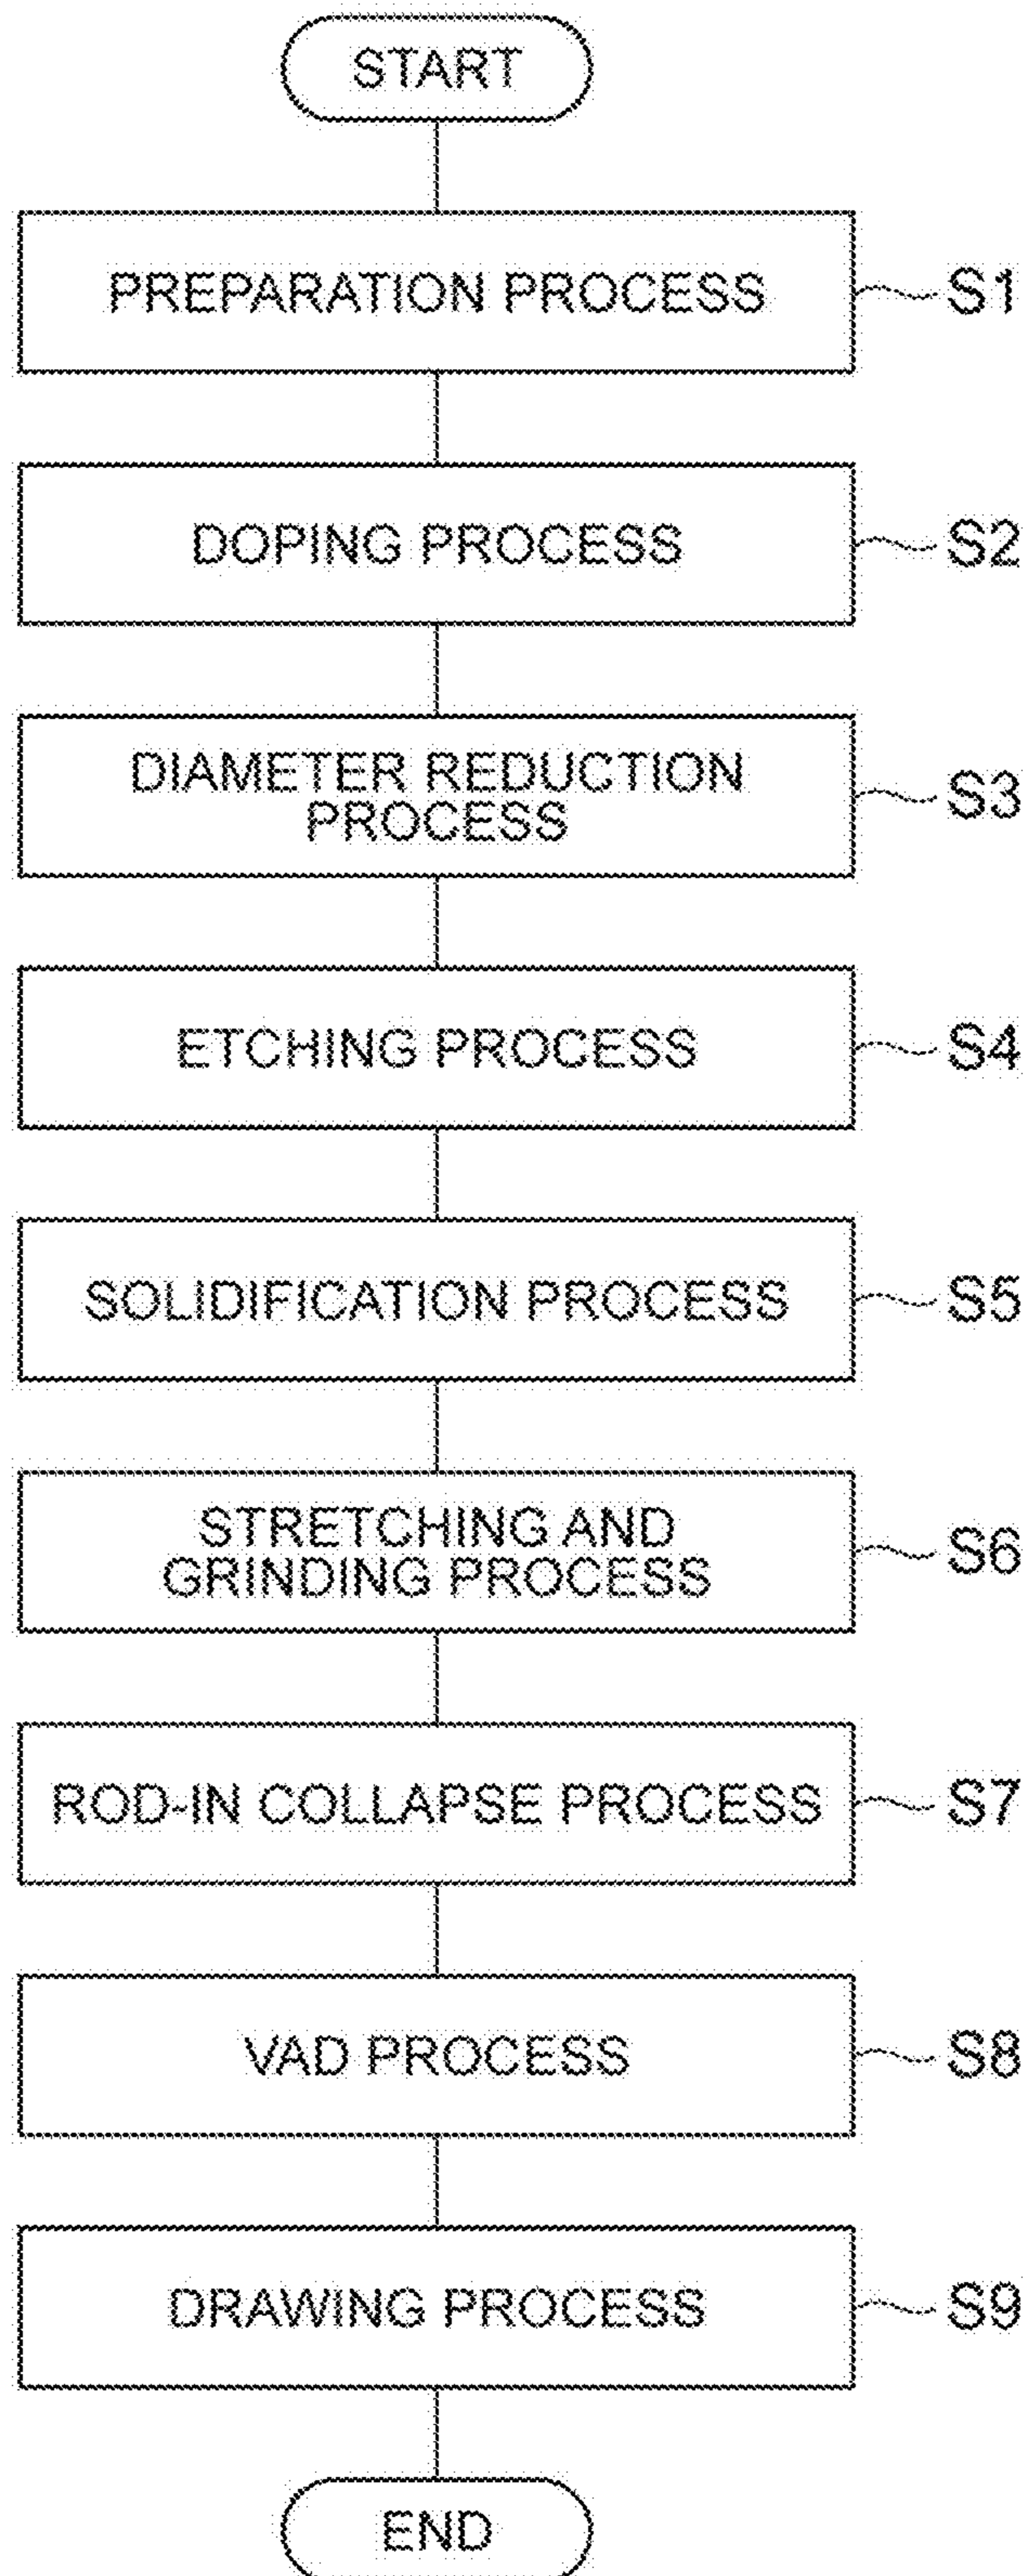 START
PREPARATION PROCESS
S1
DOPING PROCESS
S2
DIAMETER REDUCTION
PROCESS
S3
ETCHING PROCESS
S4
SOLIDIFICATION PROCESS
S5
STRETCHING AND
GRINDING PROCESS
S6
ROD-IN COLLAPSE PROCESS
S7
VAD PROCESS
S8
DRAWING PROCESS
S9
END